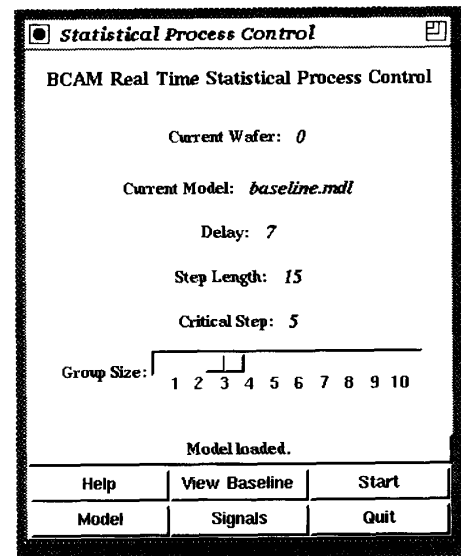 Statistical Process Control
BCAM Real Time Statistical Process Control
Current Wafer: 0
Current Model: baseline.mdl
Delay: 7
Step Length: 15
Critical Step: 5
Group Size: 1 2 3 4 5 6 7 8 9 10
Model loaded.
Help View Baseline Start
Model Signals Quit